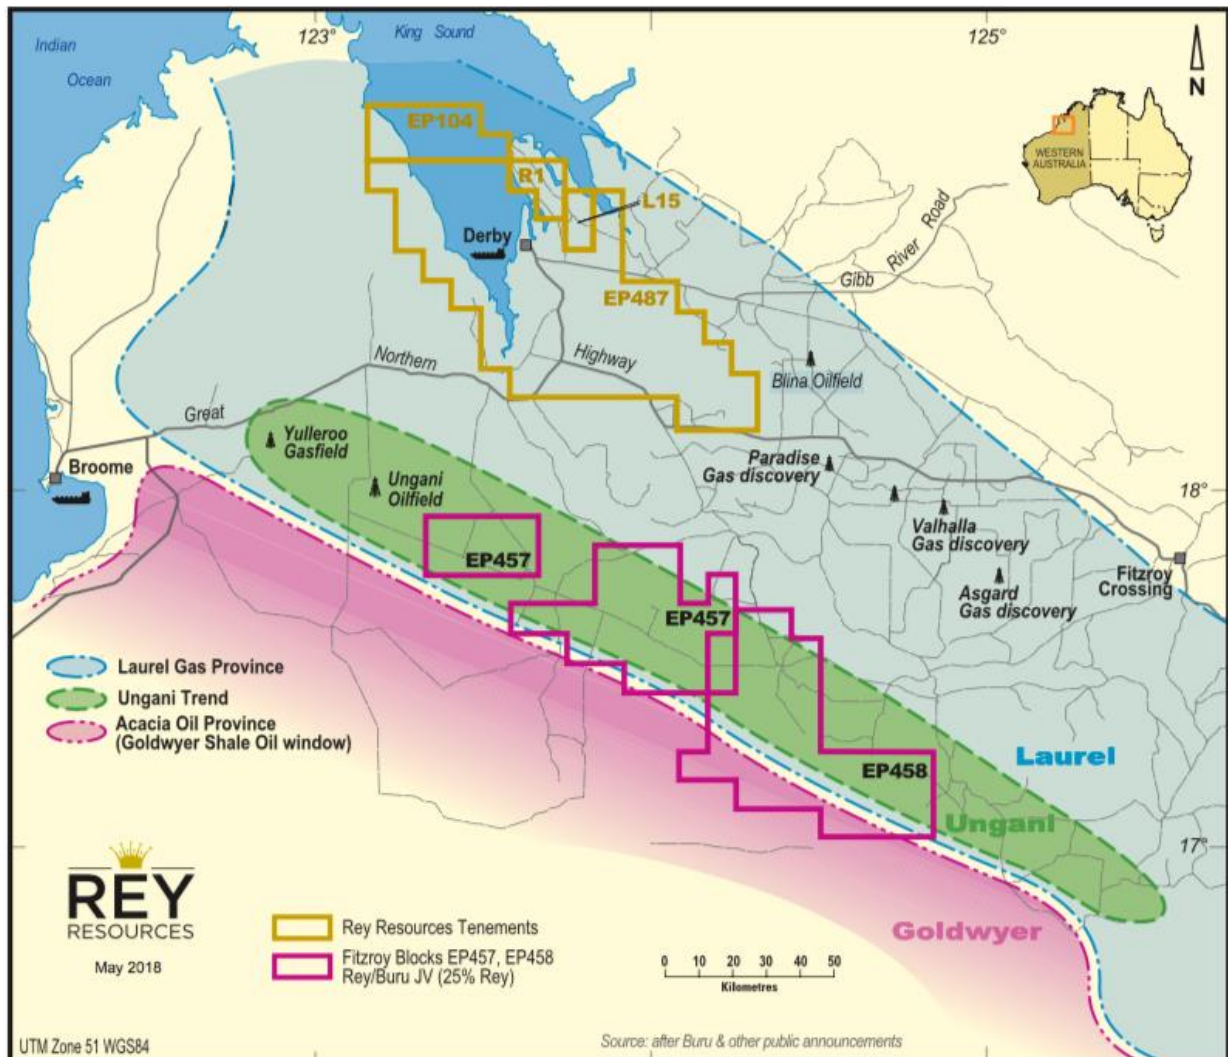 Indian
Ocean
123°
King Sound
125°
N
WESTERN
AUSTRALIA
EP104
R1
L15
Derby
Gibb River Road
EP487
Northern
Highway
Blina Oilfield
Great
Yulleroo
Gasfield
Broome
Ungani
Oilfield
Paradise
Gas discovery
18°
Valhalla
Gas discovery
EP457
Asgard
Gas discovery
Fitzroy
Crossing
EP457
Laurel Gas Province
Ungani Trend
Acacia Oil Province
(Goldwyer Shale Oil window)
Laurel
EP458
Ungani
17°
REY
RESOURCES
May 2018
Goldwyer
Rey Resources Tenements
Fitzroy Blocks EP457, EP458
Rey/Buru JV (25% Rey)
0 10 20 30 40 50
Kilometres
UTM Zone 51 WGS84
Source: after Buru & other public announcements